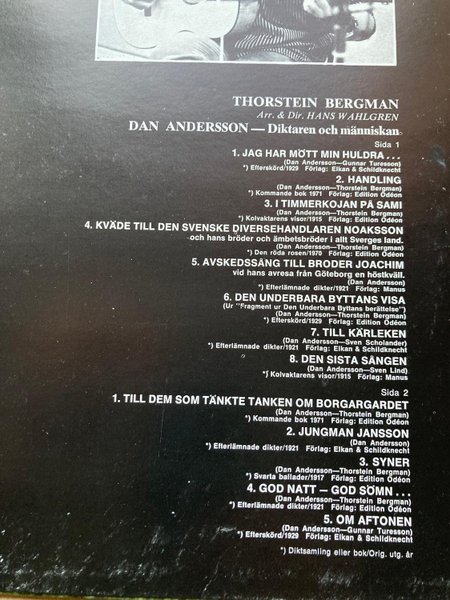 THORSTEIN BERGMAN
Arr. & Dir. HANS WAHLGREN
DAN ANDERSSON — Diktaren och människan
Sida 1
1. JAG HAR MÖTT MIN HULDRA . . .
(Dan Andersson—Gunnar Turesson)
*) Efterskörd/1929 Förlag: Elkan & Schildknecht
2. HANDLING
(Dan Andersson—Thorstein Bergman)
*) Kommande bok 1971 Förlag: Edition Odéon
3. I TIMMERKOJAN PÅ SAMI
(Dan Andersson—Thorstein Bergman)
*) Kolvaktarens visor/1915 Förlag: Edition Odéon
4. KVÄDE TILL DEN SVENSKE DIVERSEHANDLAREN NOAKSSON
och hans bröder och ämbetsbröder i allt Sverges land.
(Dan Andersson—Thorstein Bergman)
*) Den röda rosen/1970 Förlag: Edition Odéon
5. AVSKEDSSÅNG TILL BRODER JOACHIM
vid hans avresa från Göteborg en höstkväll.
(Dan Andersson)
*) Efterlämnade dikter/1921 Förlag: Manus
6. DEN UNDERBARA BYTTANS VISA
(Ur "Fragment ur Den Underbara Byttans berättelse")
(Dan Andersson—Thorstein Bergman)
*) Efterskörd/1929 Förlag: Edition Odéon
7. TILL KÄRLEKEN
(Dan Andersson—Sven Scholander)
*) Efterlämnade dikter/1921 Förlag: Elkan & Schildknecht
8. DEN SISTA SÅNGEN
(Dan Andersson—Sven Lind)
*) Kolvaktarens visor/1915 Förlag: Manus
Sida 2
1. TILL DEM SOM TÄNKTE TANKEN OM BORGARGARDET
(Dan Andersson—Thorstein Bergman)
*) Kommande bok 1971 Förlag: Edition Odéon
2. JUNGMAN JANSSON
(Dan Andersson—Gunnar Turesson)
*) Efterlämnade dikter/1921 Förlag: Elkan & Schildknecht
3. SYNER
(Dan Andersson—Thorstein Bergman)
*) Svarta ballader/1917 Förlag: Edition Odéon
4. GOD NATT — GOD SÖMN . . .
(Dan Andersson—Thorstein Bergman)
*) Efterlämnade dikter/1921 Förlag: Edition Odéon
5. OM AFTONEN
(Dan Andersson—Gunnar Turesson)
*) Efterskörd/1929 Förlag: Elkan & Schildknecht
*) Diktsamling eller bok/Orig. utg. år